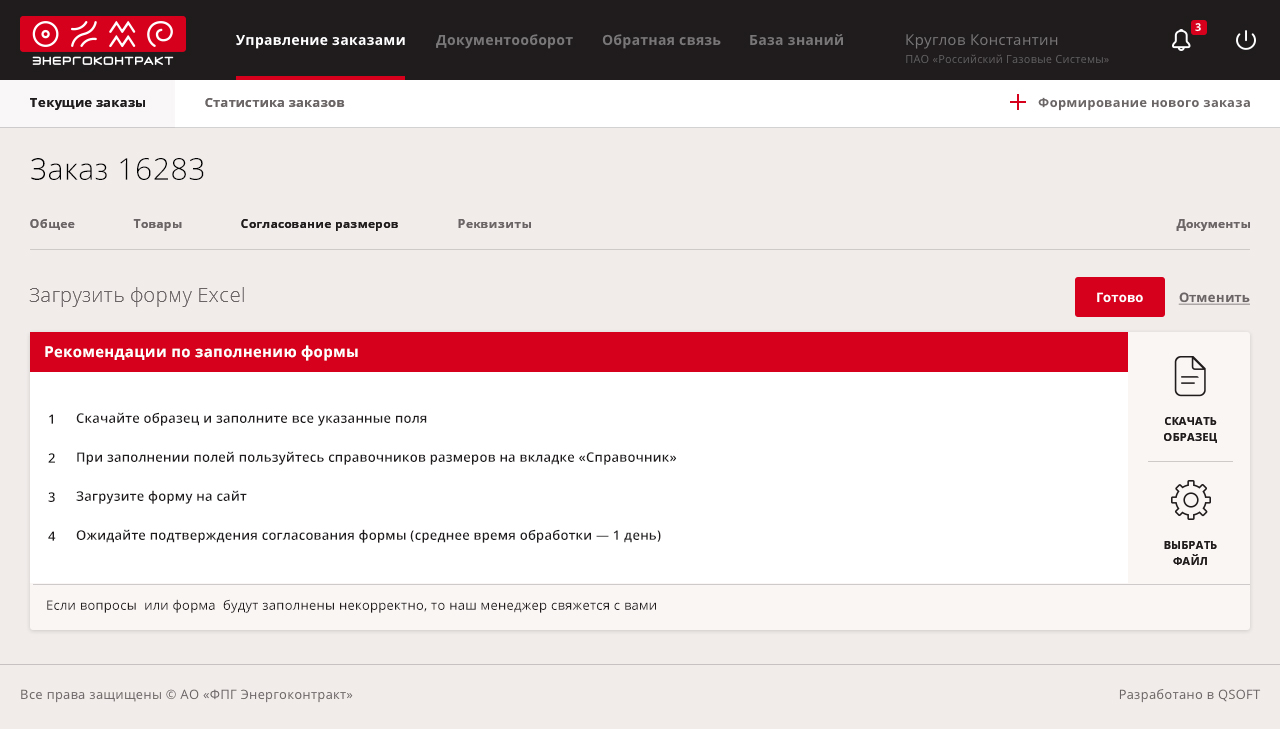 ЭНЕРГОКОНТРАКТ
Управление заказами
Документооборот
Обратная связь
База знаний
Круглов Константин
ПАО «Российский Газовые Системы»
3
Текущие заказы
Статистика заказов
Формирование нового заказа
Заказ 16283
Общее
Товары
Согласование размеров
Реквизиты
Документы
Загрузить форму Excel
Готово
Отменить
Рекомендации по заполнению формы
1 Скачайте образец и заполните все указанные поля
2 При заполнении полей пользуйтесь справочников размеров на вкладке «Справочник»
3 Загрузите форму на сайт
4 Ожидайте подтверждения согласования формы (среднее время обработки — 1 день)
СКАЧАТЬ
ОБРАЗЕЦ
ВЫБРАТЬ
ФАЙЛ
Если вопросы или форма будут заполнены некорректно, то наш менеджер свяжется с вами
Все права защищены © АО «ФПГ Энергоконтракт»
Разработано в QSOFT